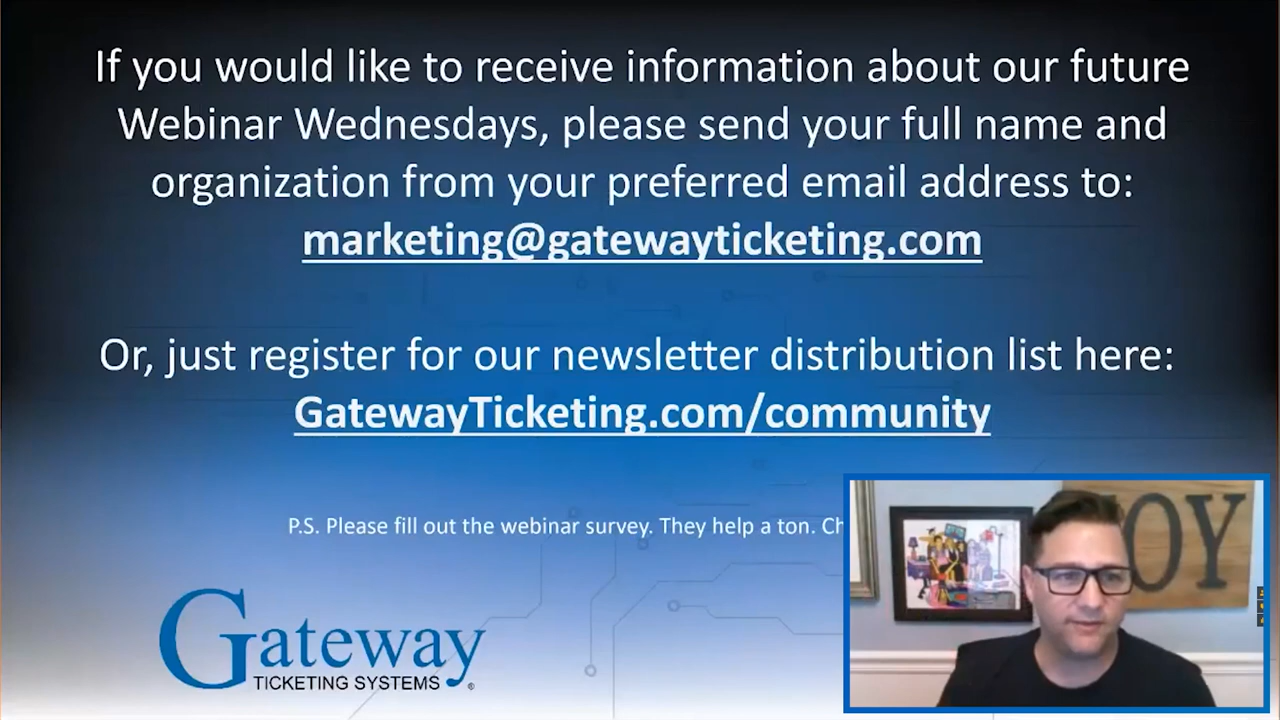 If you would like to receive information about our future
Webinar Wednesdays, please send your full name and
organization from your preferred email address to:
marketing@gatewayticketing.com
Or, just register for our newsletter distribution list here:
GatewayTicketing.com/community
P.S. Please fill out the webinar survey. They help a ton. Ch
OY
Gateway
TICKETING SYSTEMS ®